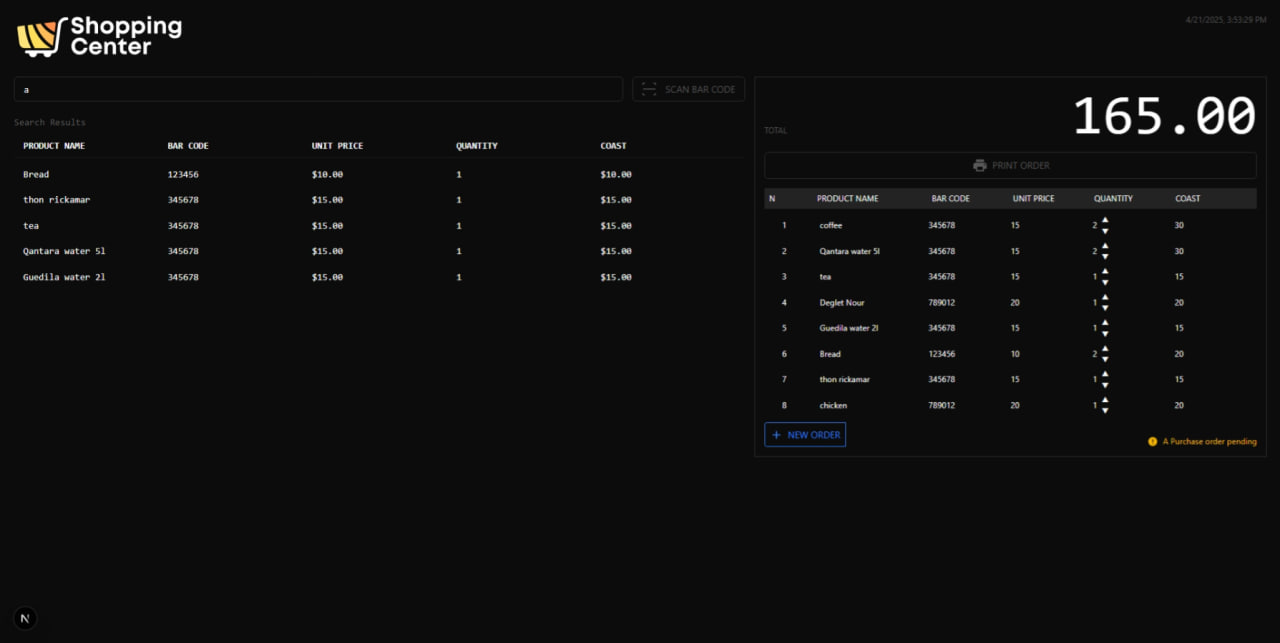 Shopping
Center
4/21/2025, 3:53:29 PM
a
SCAN BAR CODE
Search Results
PRODUCT NAME BAR CODE UNIT PRICE QUANTITY COAST
Bread 123456 $10.00 1 $10.00
thon rickamar 345678 $15.00 1 $15.00
tea 345678 $15.00 1 $15.00
Qantara water 5l 345678 $15.00 1 $15.00
Guedila water 2l 345678 $15.00 1 $15.00
TOTAL 165.00
PRINT ORDER
N PRODUCT NAME BAR CODE UNIT PRICE QUANTITY COAST
1 coffee 345678 15 2 30
2 Qantara water 5l 345678 15 2 30
3 tea 345678 15 1 15
4 Deglet Nour 789012 20 1 20
5 Guedila water 2l 345678 15 1 15
6 Bread 123456 10 2 20
7 thon rickamar 345678 15 1 15
8 chicken 789012 20 1 20
+ NEW ORDER
A Purchase order pending
N